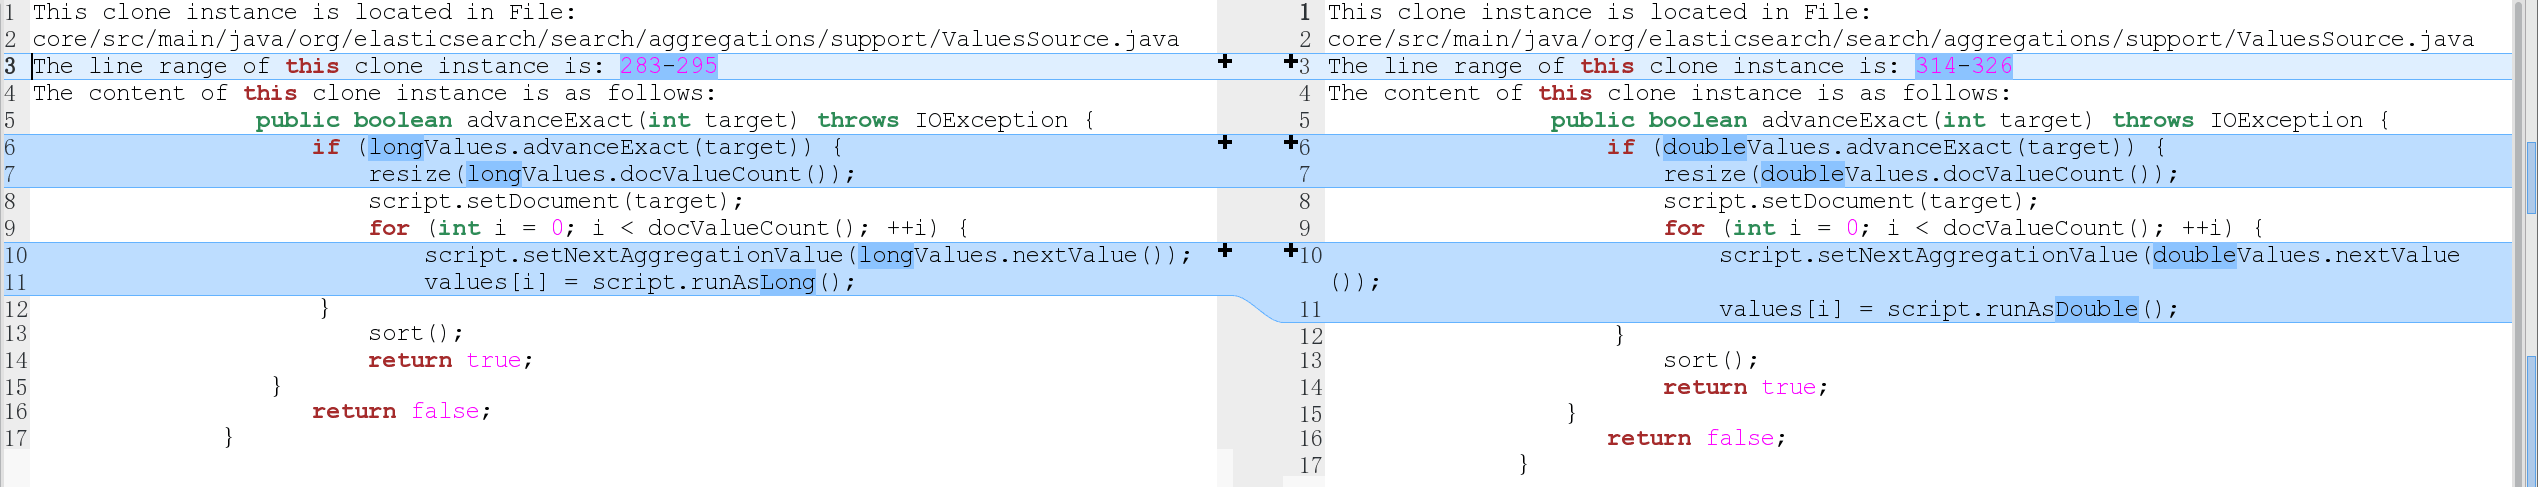 1 This clone instance is located in File:
2 core/src/main/java/org/elasticsearch/search/aggregations/support/ValuesSource.java
3 The line range of this clone instance is: 283-295
4 The content of this clone instance is as follows:
5 public boolean advanceExact(int target) throws IOException {
6 if (longValues.advanceExact(target)) {
7 resize(longValues.docValueCount());
8 script.setDocument(target);
9 for (int i = 0; i < docValueCount(); ++i) {
10 script.setNextAggregationValue(longValues.nextValue());
11 values[i] = script.runAsLong();
12 }
13 sort();
14 return true;
15 }
16 return false;
17 }
1 This clone instance is located in File:
2 core/src/main/java/org/elasticsearch/search/aggregations/support/ValuesSource.java
3 The line range of this clone instance is: 314-326
4 The content of this clone instance is as follows:
5 public boolean advanceExact(int target) throws IOException {
6 if (doubleValues.advanceExact(target)) {
7 resize(doubleValues.docValueCount());
8 script.setDocument(target);
9 for (int i = 0; i < docValueCount(); ++i) {
10 script.setNextAggregationValue(doubleValues.nextValue
());
11 values[i] = script.runAsDouble();
12 }
13 sort();
14 return true;
15 }
16 return false;
17 }